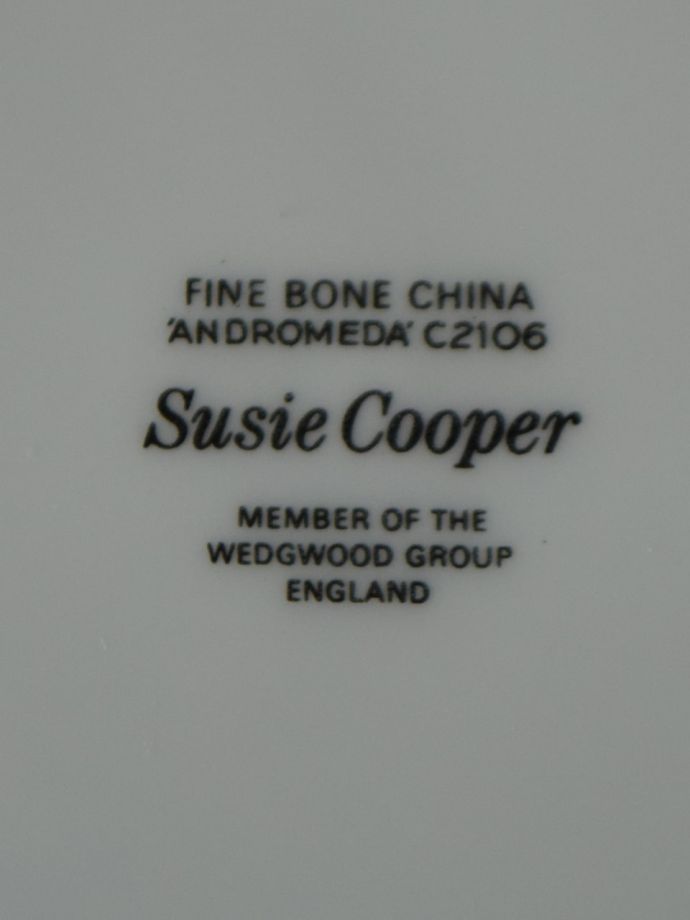 FINE BONE CHINA
'ANDROMEDA' C2106
Susie Cooper
MEMBER OF THE
WEDGWOOD GROUP
ENGLAND